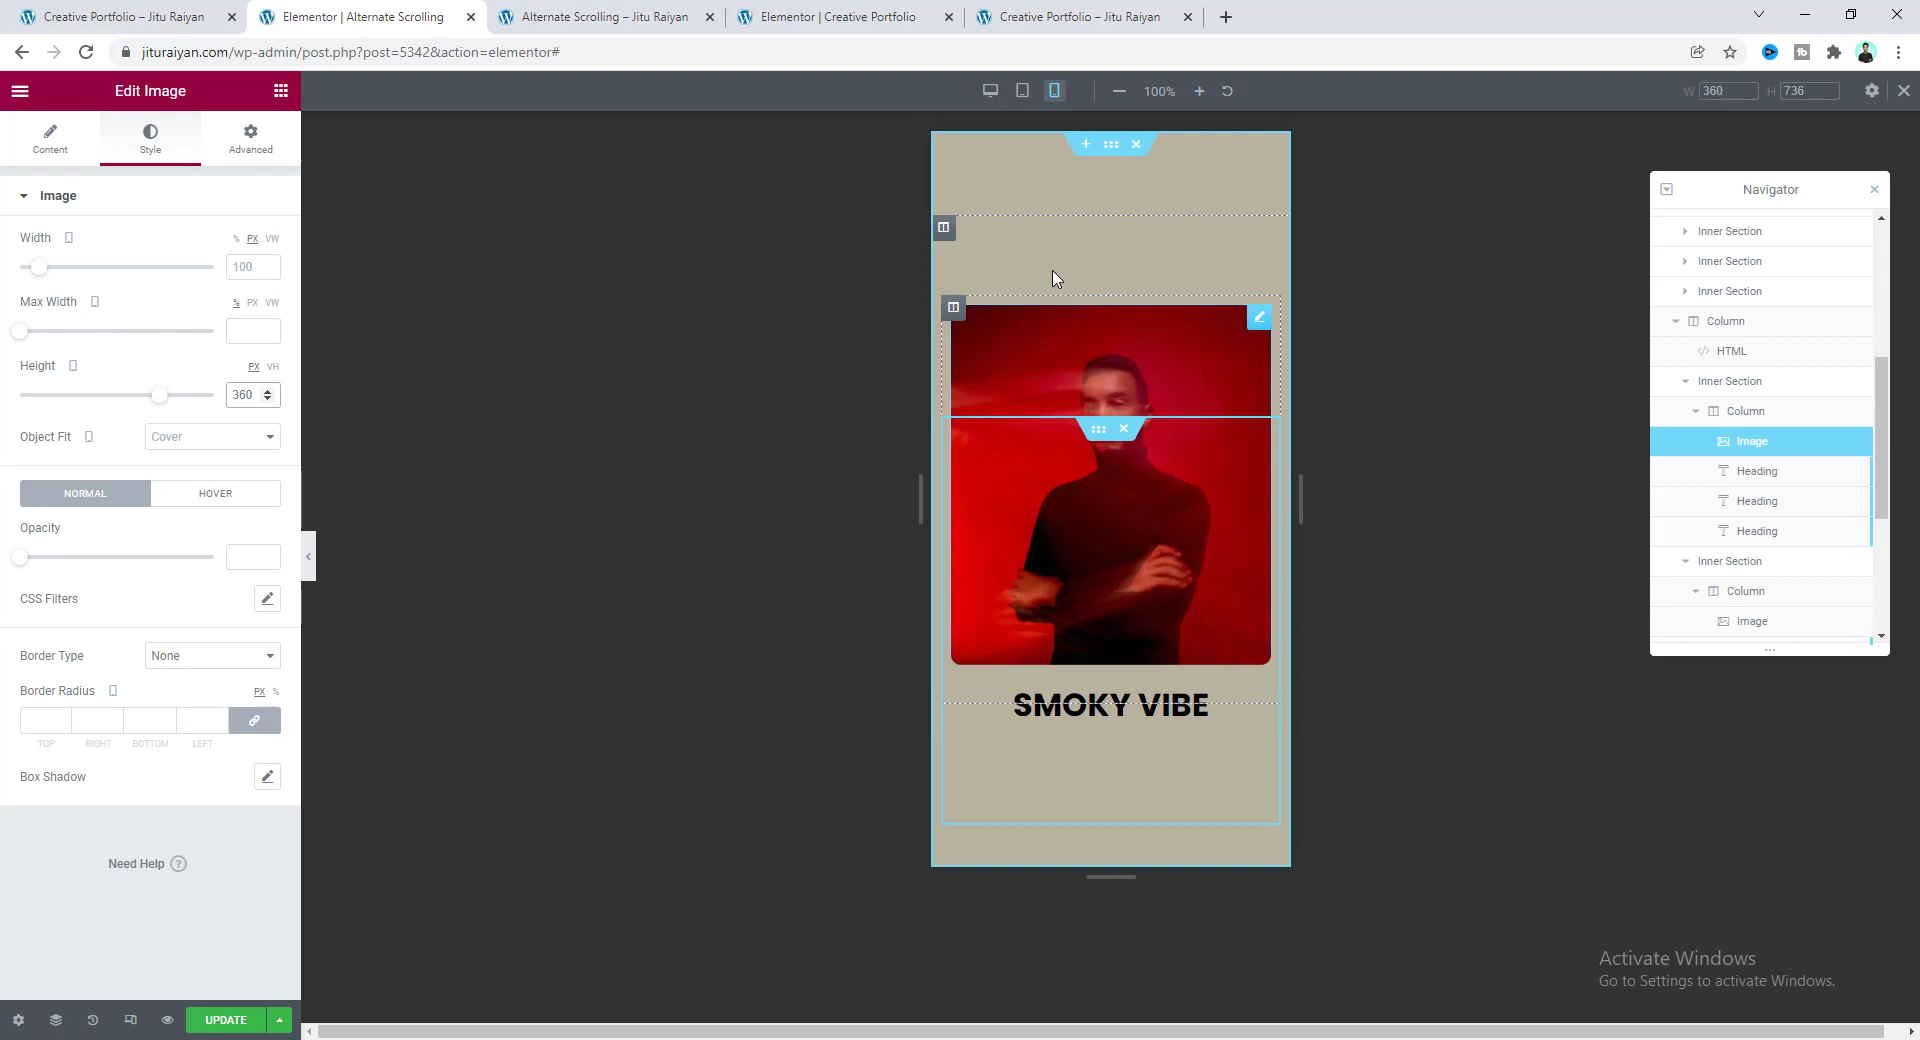 Creative Portfolio – Jitu Raiyan
Elementor | Alternate Scrolling
Alternate Scrolling – Jitu Raiyan
Elementor | Creative Portfolio
Creative Portfolio – Jitu Raiyan
jituraiyan.com/wp-admin/post.php?post=5342&action=elementor#
Edit Image
100%
W 360
H 736
Content
Style
Advanced
Image
Width
% PX VW
100
Max Width
% PX VW
Height
PX VH
360
Object Fit
Cover
NORMAL
HOVER
Opacity
CSS Filters
Border Type
None
Border Radius
PX %
TOP
RIGHT
BOTTOM
LEFT
Box Shadow
Need Help
UPDATE
SMOKY VIBE
Navigator
Inner Section
Inner Section
Inner Section
Column
HTML
Inner Section
Column
Image
Heading
Heading
Heading
Inner Section
Column
Image
Activate Windows
Go to Settings to activate Windows.